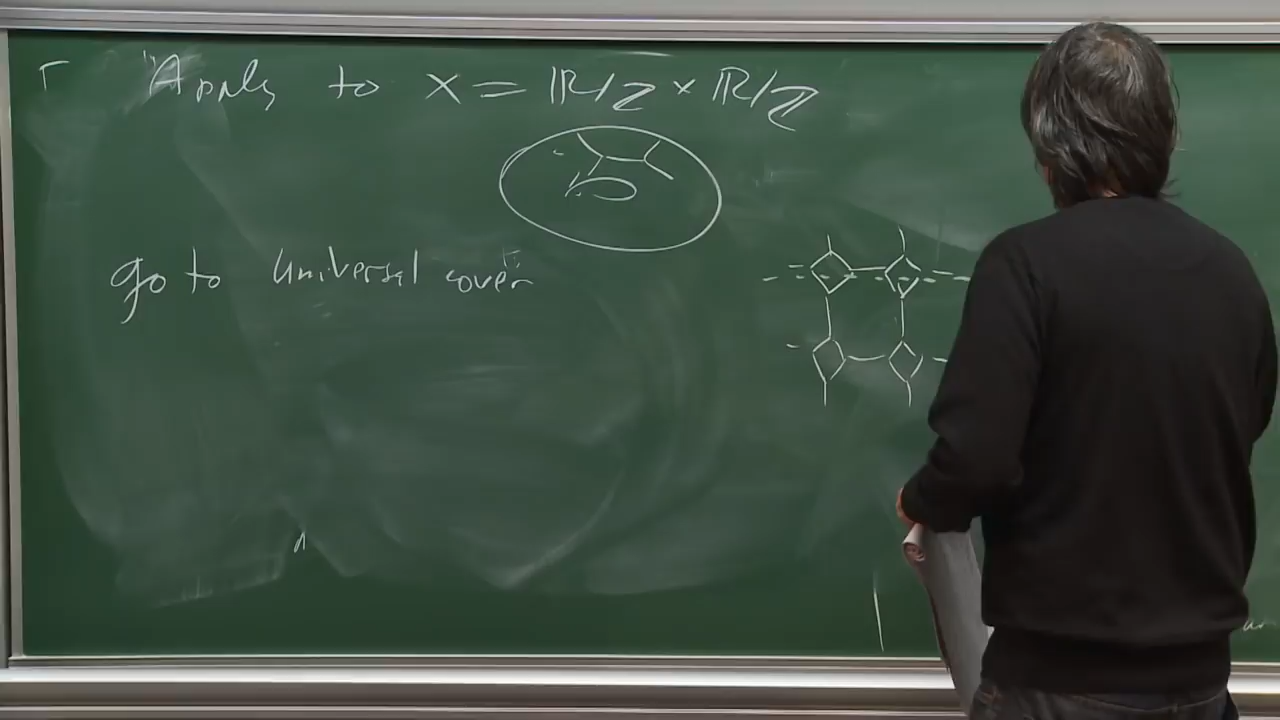 "Apply to X = ℝ/ℤ × ℝ/ℤ
go to universal cover